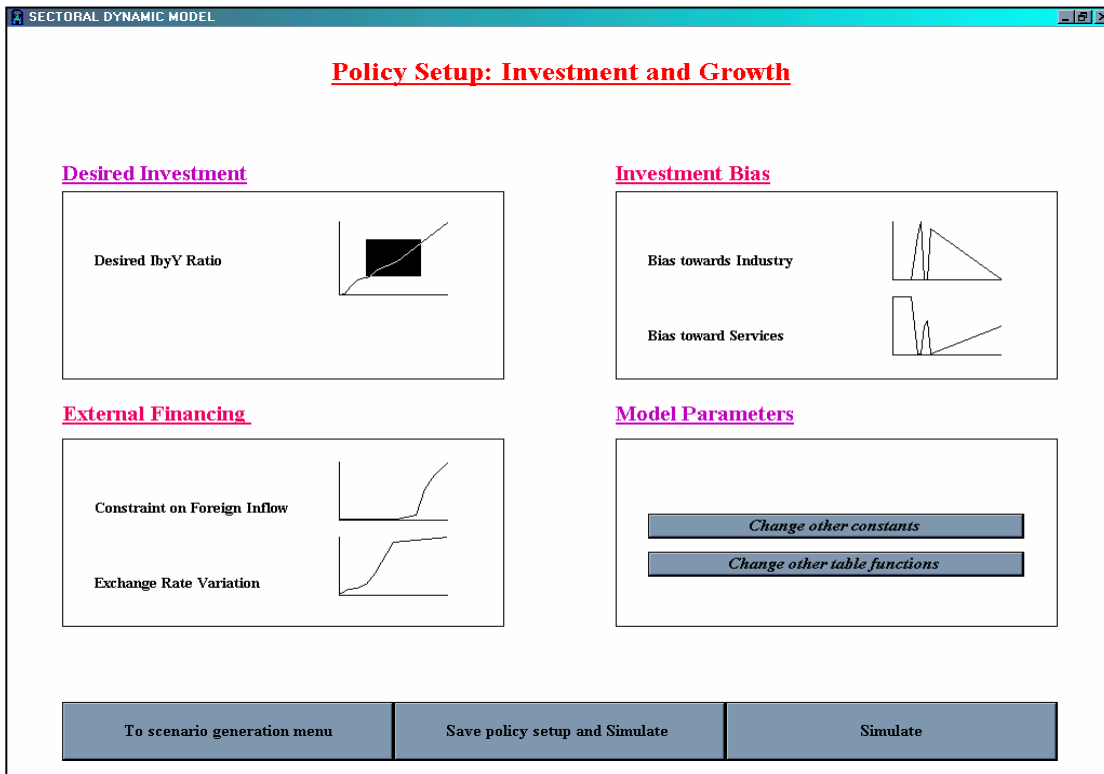 SECTORAL DYNAMIC MODEL
Policy Setup: Investment and Growth
Desired Investment
Desired IbyY Ratio
Investment Bias
Bias towards Industry
Bias toward Services
External Financing
Constraint on Foreign Inflow
Exchange Rate Variation
Model Parameters
Change other constants
Change other table functions
To scenario generation menu
Save policy setup and Simulate
Simulate